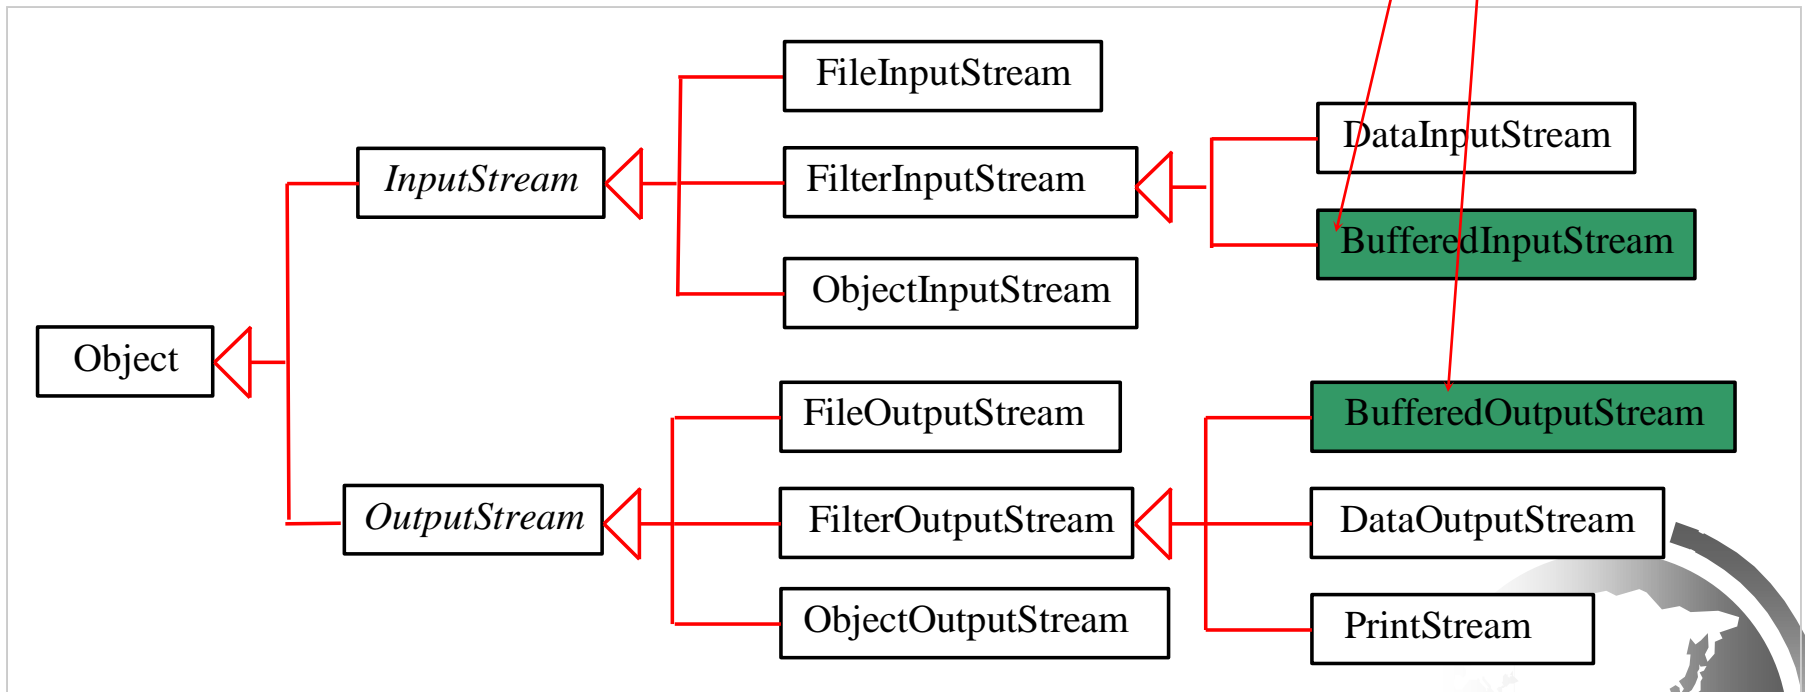 FileInputStream
DataInputStream
InputStream
FilterInputStream
BufferedInputStream
ObjectInputStream
Object
FileOutputStream
BufferedOutputStream
OutputStream
FilterOutputStream
DataOutputStream
ObjectOutputStream
PrintStream